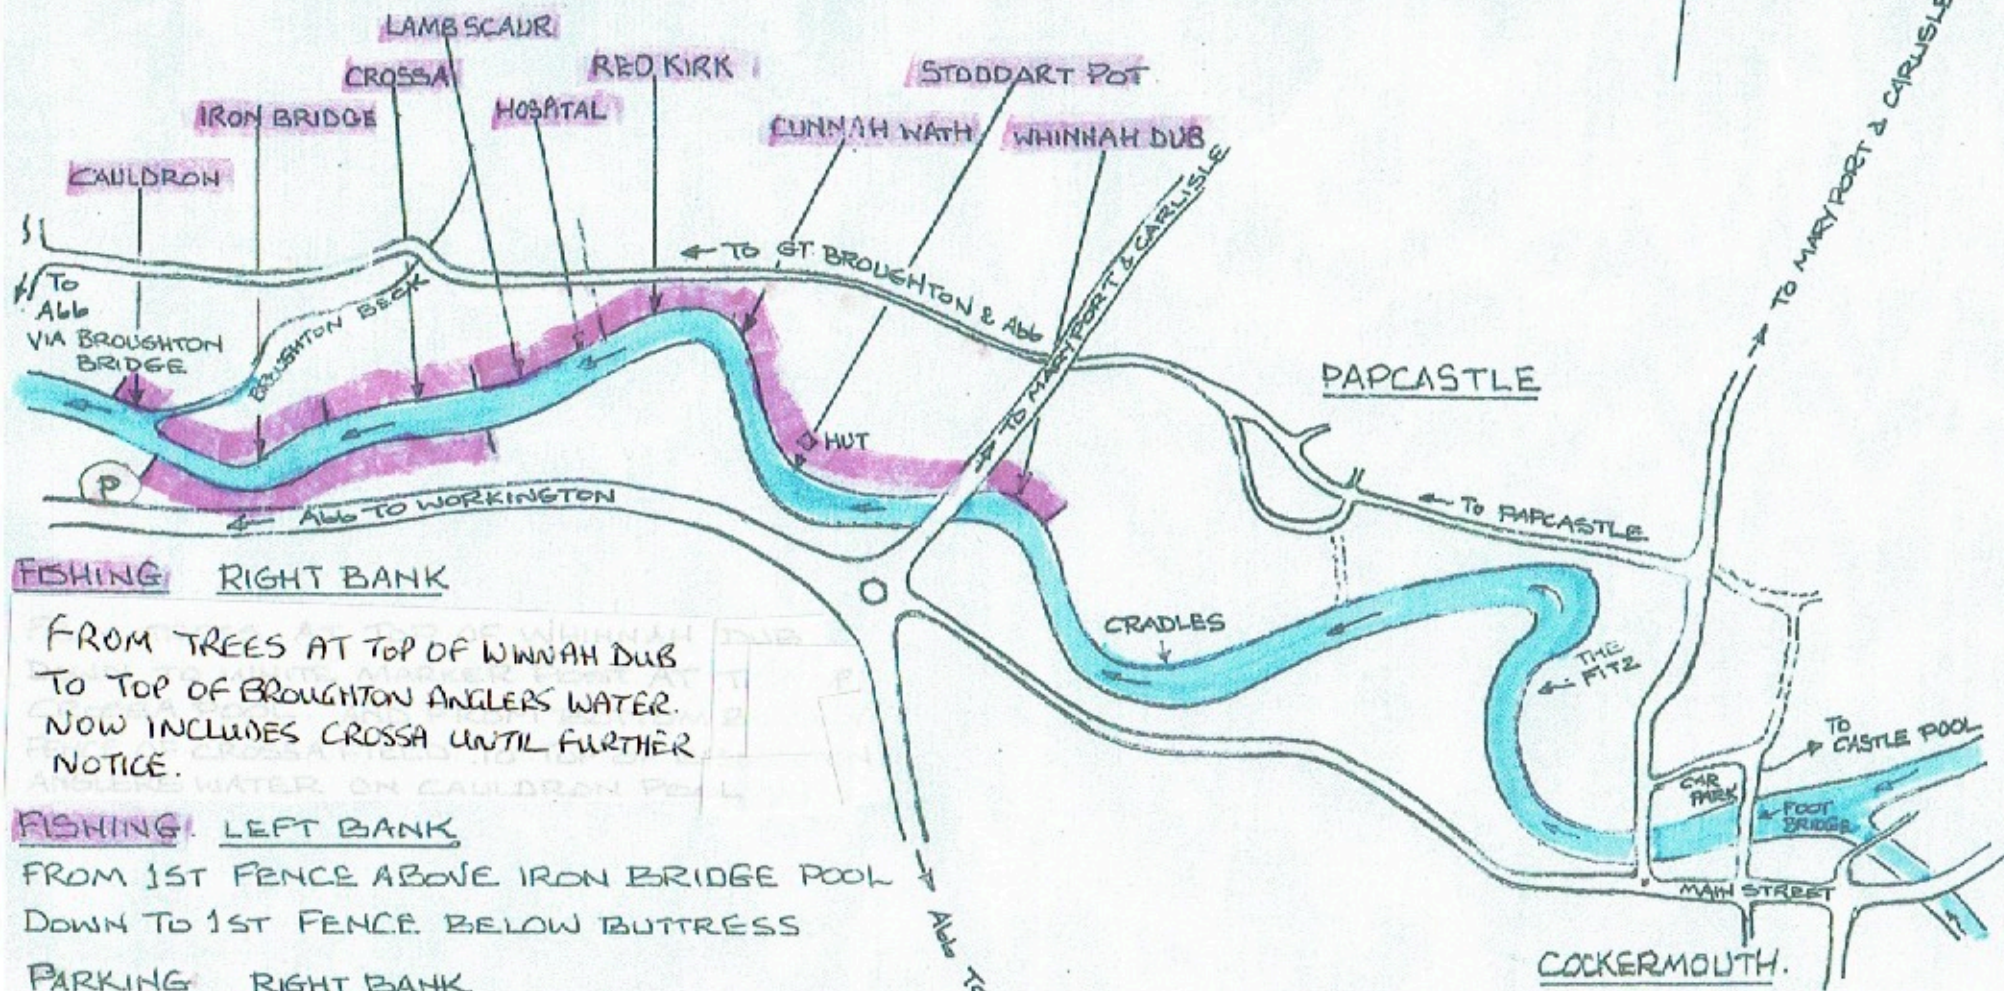 LAMB SCAUR
CROSSA
RED KIRK
STODDART POT
IRON BRIDGE
HOSPITAL
CUNNAH WATH
WHINNAH DUB
CAULDRON
TO MARYPORT & CARLISLE
← TO GT. BROUGHTON & A66
TO
A66
VIA BROUGHTON
BRIDGE
BROUGHTON BECK
TO MARYPORT & CARLISLE
PAPCASTLE
HUT
P
← A66 TO WORKINGTON
← TO PAPCASTLE
FISHING RIGHT BANK
FROM TREES AT TOP OF WINNAH DUB
TO TOP OF BROUGHTON ANGLERS WATER.
NOW INCLUDES CROSSA UNTIL FURTHER
NOTICE.
CRADLES
THE
FITZ
TO
CASTLE POOL
CAR
PARK
FOOT
BRIDGE
FISHING. LEFT BANK
FROM 1ST FENCE ABOVE IRON BRIDGE POOL
DOWN TO 1ST FENCE BELOW BUTTRESS
MAIN STREET
A66 TO
COCKERMOUTH.
PARKING RIGHT BANK